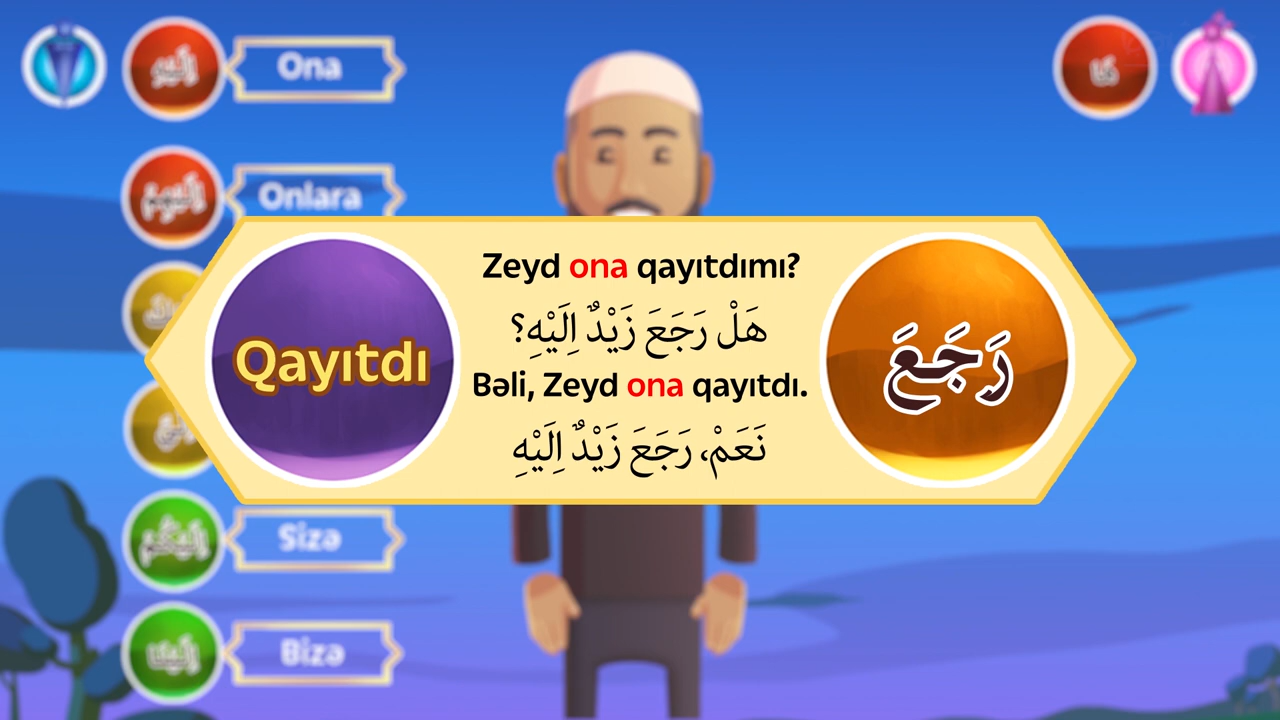 إِلَيْهِ
Ona
هَا
إِلَيْهِمْ
Onlara
Zeyd ona qayıtdımı?
هَلْ رَجَعَ زَيْدٌ اِلَيْهِ؟
Bəli, Zeyd ona qayıtdı.
نَعَمْ، رَجَعَ زَيْدٌ اِلَيْهِ
Qayıtdı
رَجَعَ
إِلَيْكُمْ
Sizə
إِلَيْنَا
Bizə